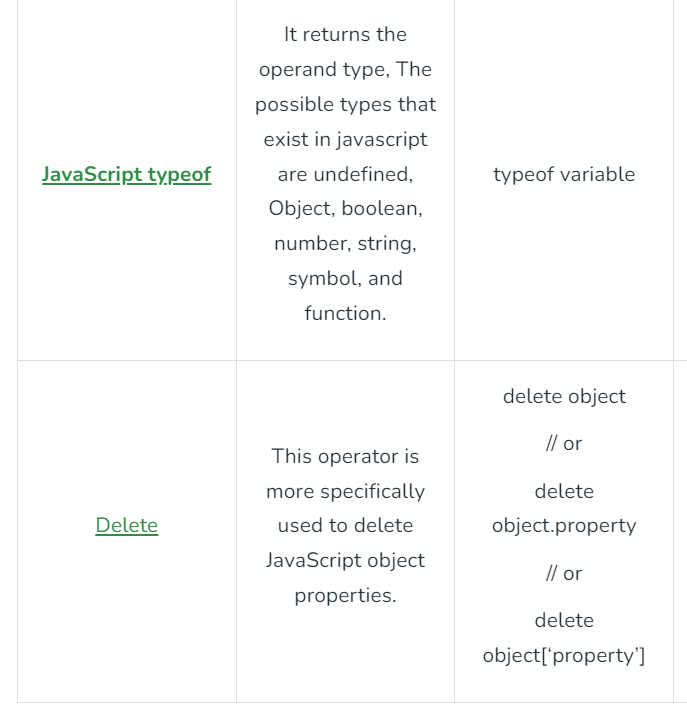 JavaScript typeof
It returns the
operand type, The
possible types that
exist in javascript
are undefined,
Object, boolean,
number, string,
symbol, and
function.
typeof variable
Delete
This operator is
more specifically
used to delete
JavaScript object
properties.
delete object
// or
delete
object.property
// or
delete
object[‘property’]